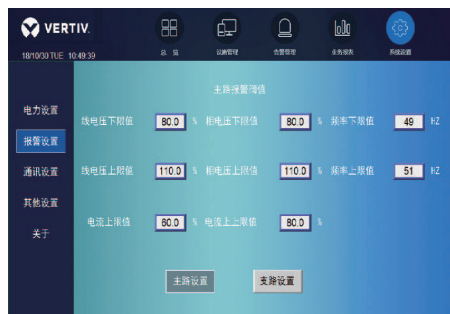 VERTIV.
18/10/30 TUE 10:49:39
总览 设施管理 告警管理 业务报表 系统设置
主路报警阈值
电力设置
报警设置
通讯设置
其他设置
关于
线电压下限值 80.0 % 相电压下限值 80.0 % 频率下限值 49 HZ
线电压上限值 110.0 % 相电压上限值 110.0 % 频率上限值 51 HZ
电流上限值 60.0 % 电流上上限值 80.0 %
主路设置 支路设置